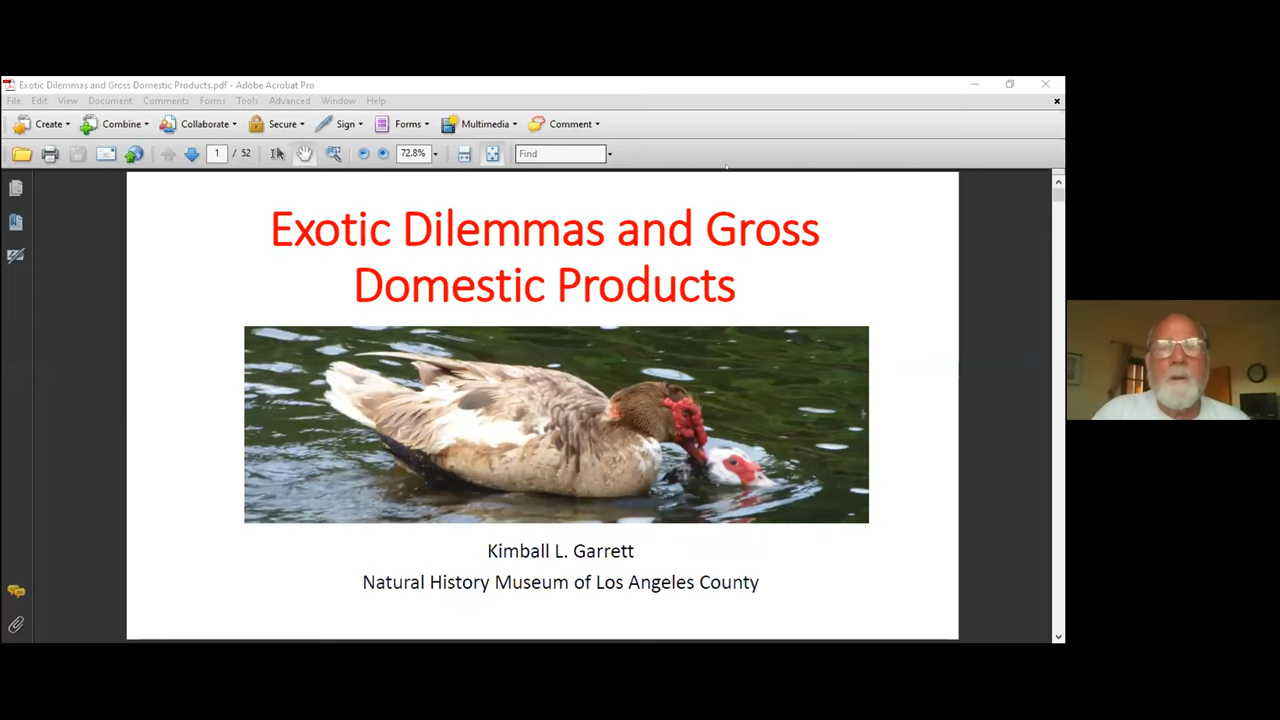 Exotic Dilemmas and Gross Domestic Products.pdf - Adobe Acrobat Pro
File Edit View Document Comments Forms Tools Advanced Window Help
Create Combine Collaborate Secure Sign Forms Multimedia Comment
1 / 52 72.8% Find
Exotic Dilemmas and Gross
Domestic Products
Kimball L. Garrett
Natural History Museum of Los Angeles County